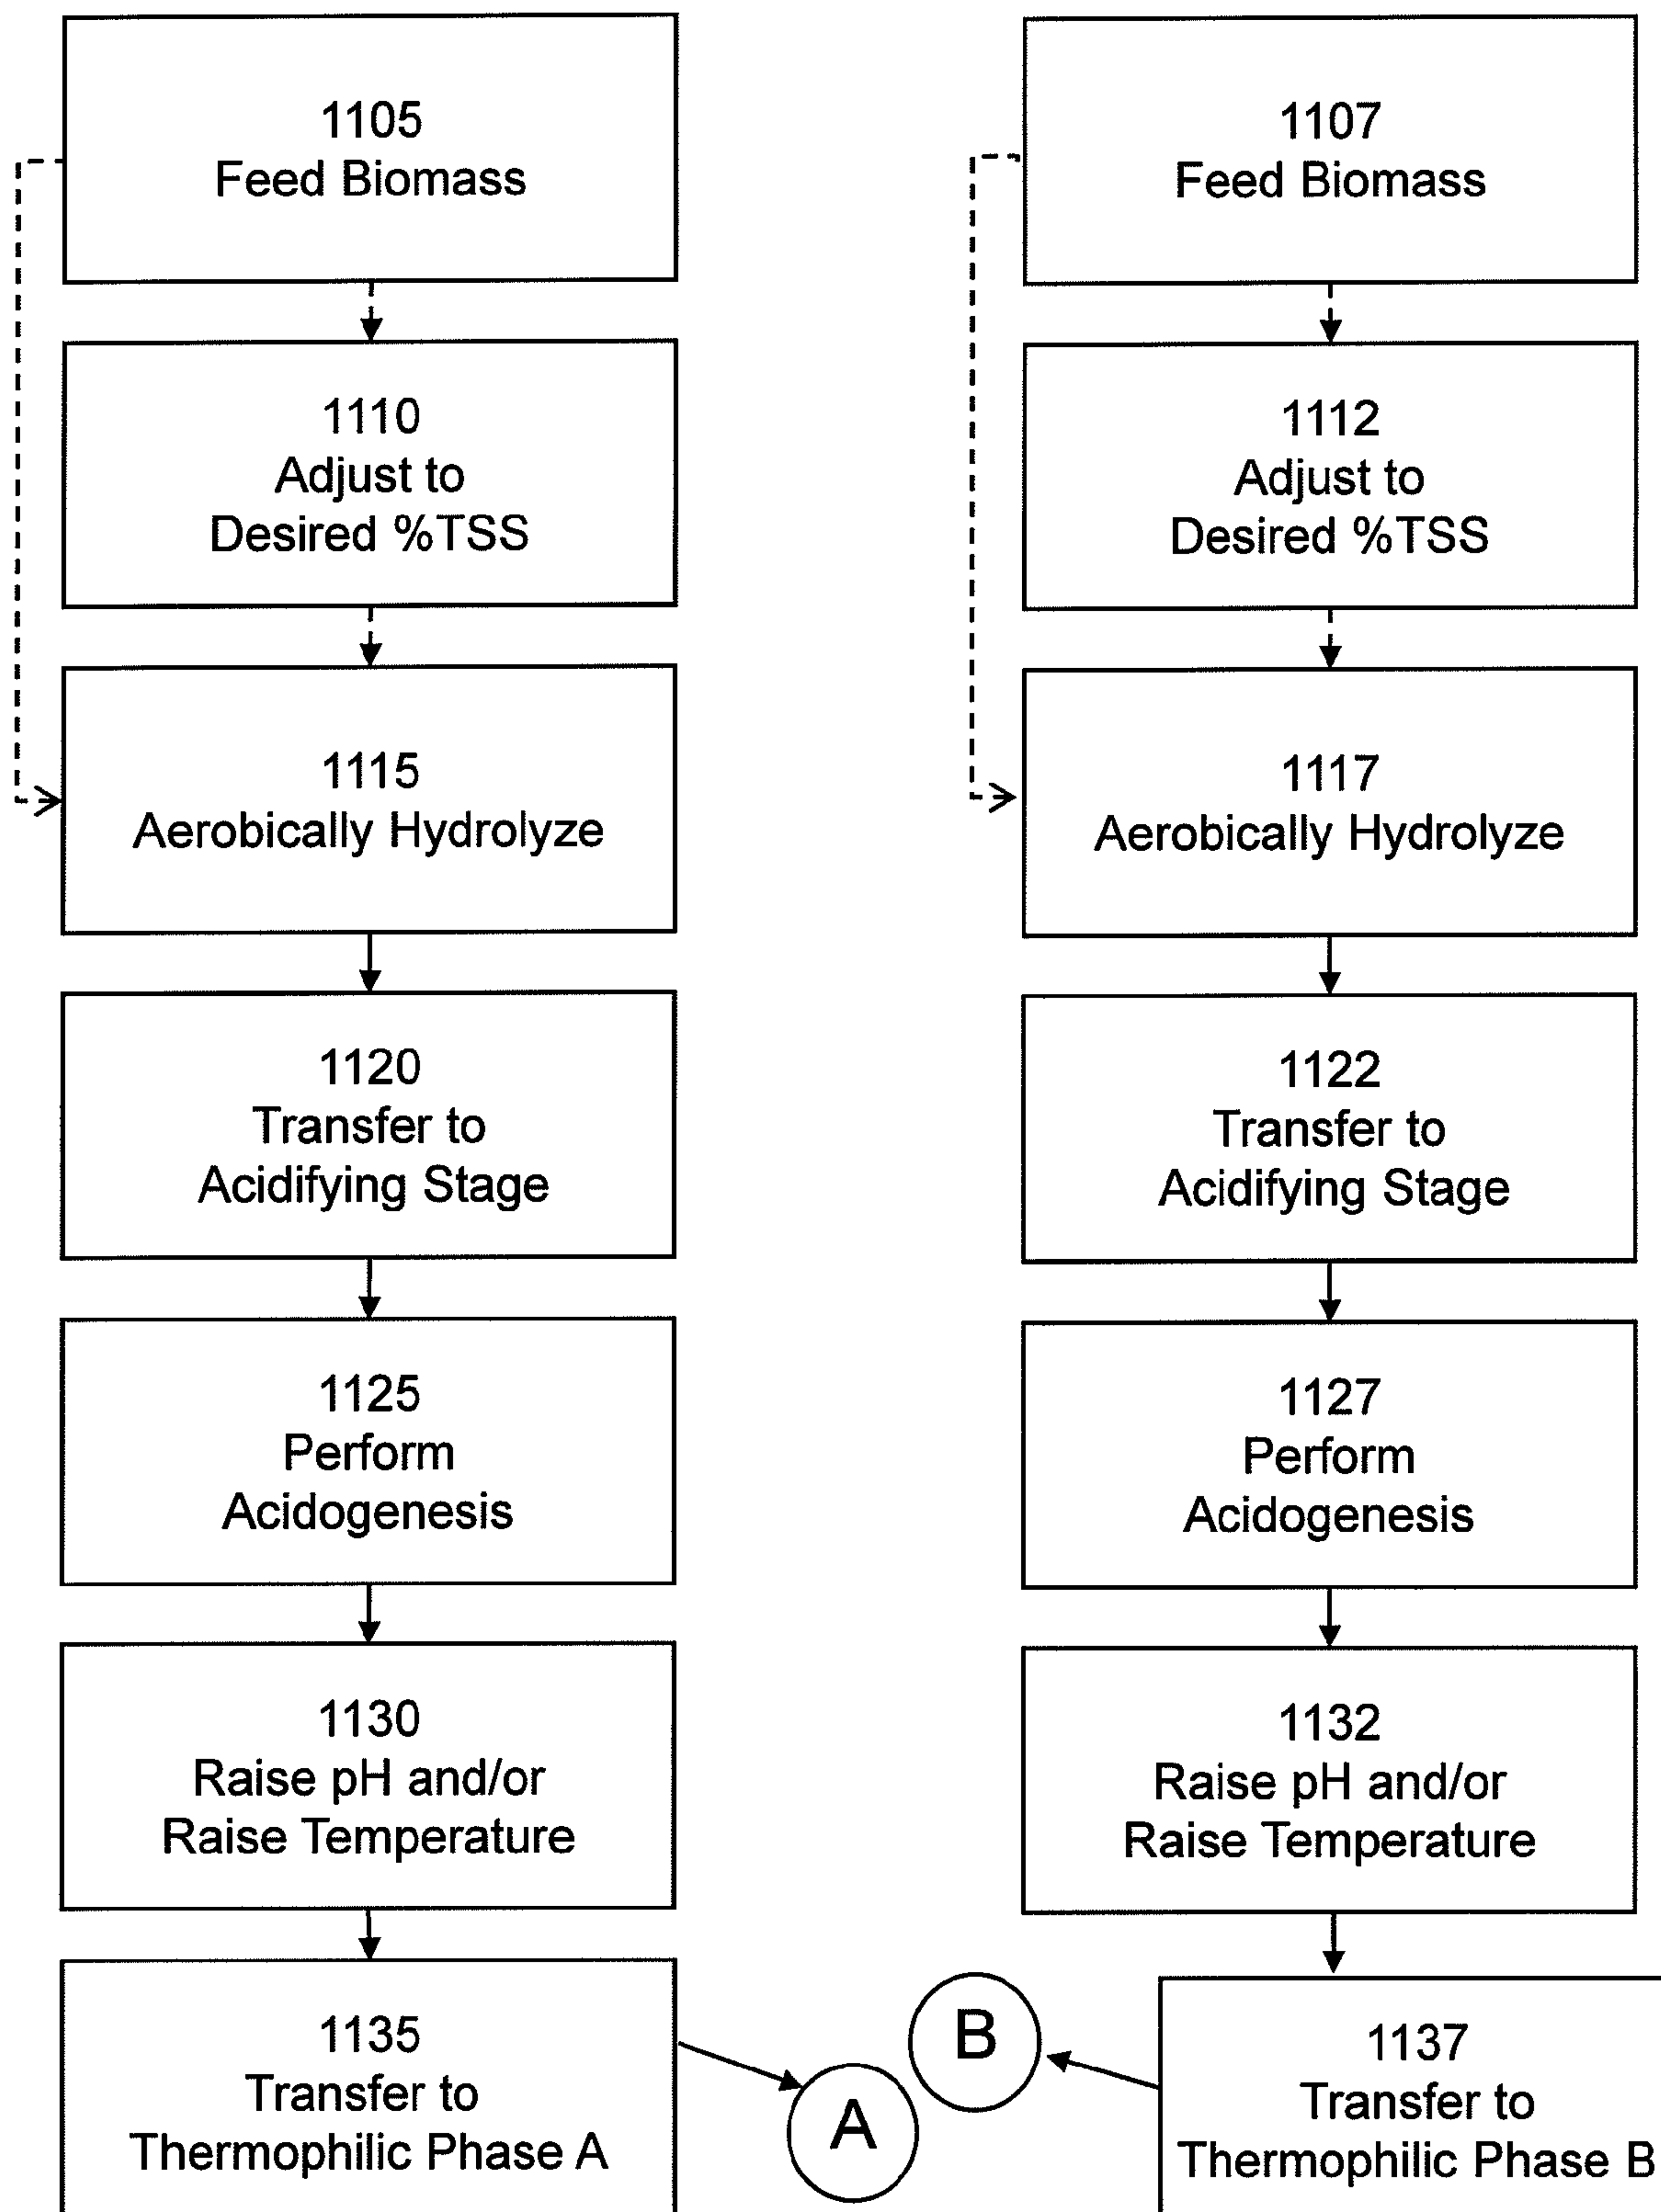 1105
Feed Biomass
1110
Adjust to
Desired %TSS
1115
Aerobically Hydrolyze
1120
Transfer to
Acidifying Stage
1125
Perform
Acidogenesis
1130
Raise pH and/or
Raise Temperature
1135
Transfer to
Thermophilic Phase A
A
1107
Feed Biomass
1112
Adjust to
Desired %TSS
1117
Aerobically Hydrolyze
1122
Transfer to
Acidifying Stage
1127
Perform
Acidogenesis
1132
Raise pH and/or
Raise Temperature
1137
Transfer to
Thermophilic Phase B
B